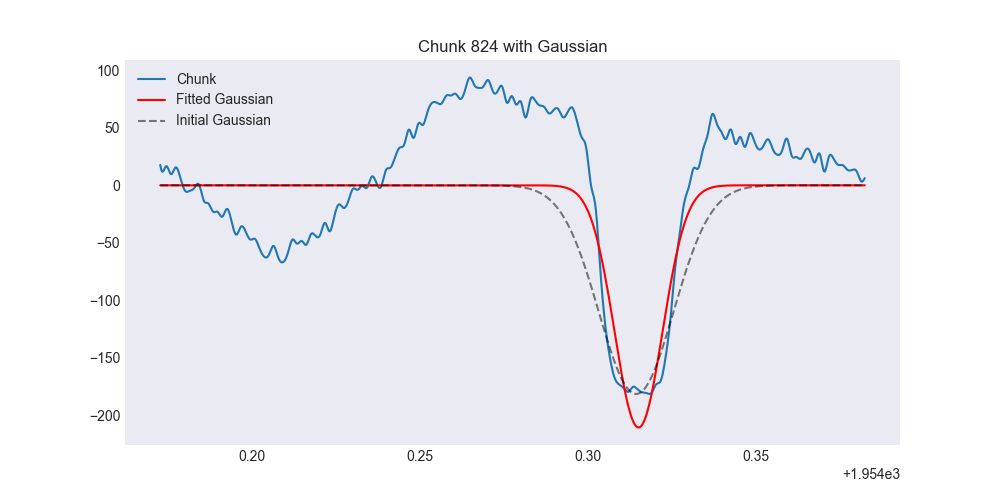 Chunk 824 with Gaussian
Chunk
Fitted Gaussian
Initial Gaussian
100
50
0
−50
−100
−150
−200
0.20 0.25 0.30 0.35
+1.954e3